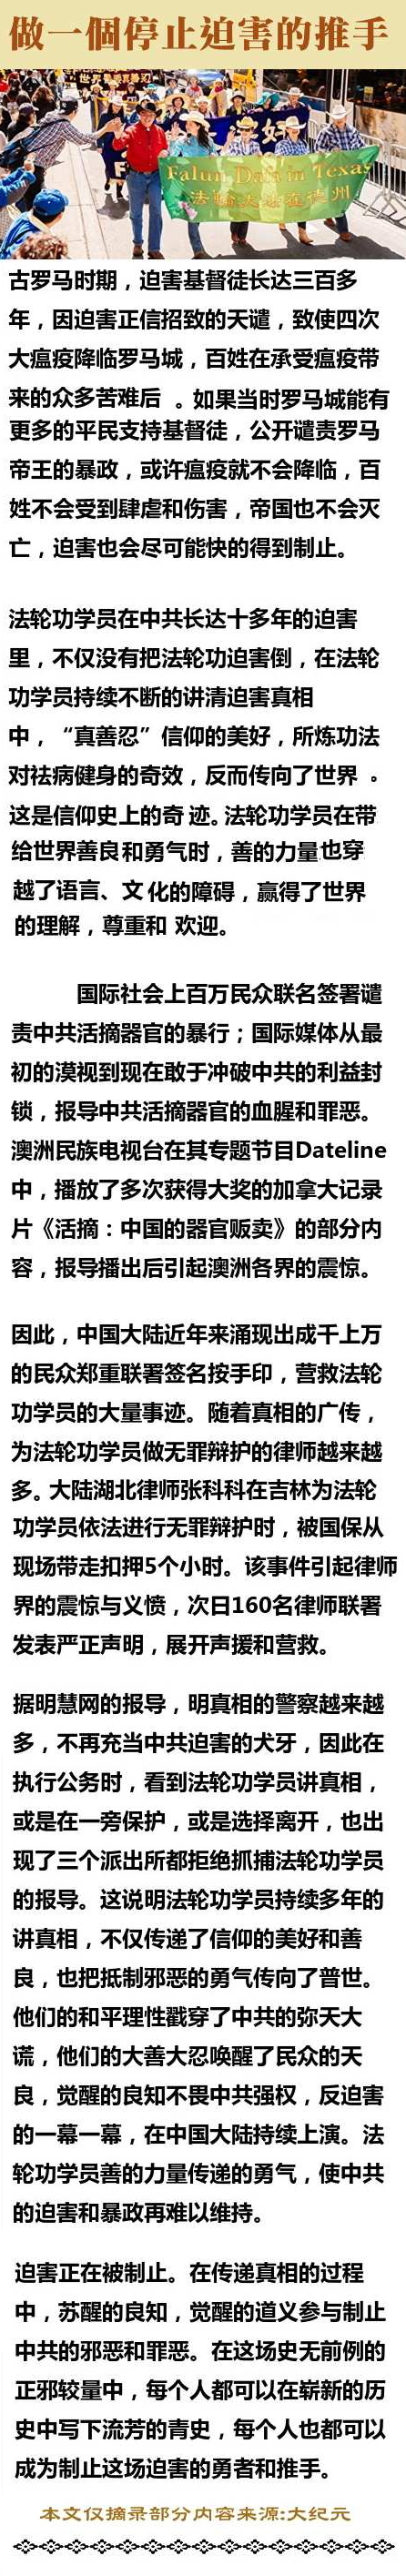 做一個停止迫害的推手
Falun Dafa in Texas
古罗马时期，迫害基督徒长达三百多
年，因迫害正信招致的天谴，致使四次
大瘟疫降临罗马城，百姓在承受瘟疫带
来的众多苦难后 。如果当时罗马城能有
更多的平民支持基督徒，公开谴责罗马
帝王的暴政，或许瘟疫就不会降临，百
姓不会受到肆虐和伤害，帝国也不会灭
亡，迫害也会尽可能快的得到制止。
法轮功学员在中共长达十多年的迫害
里，不仅没有把法轮功迫害倒，在法轮
功学员持续不断的讲清迫害真相
中，“真善忍”信仰的美好，所炼功法
对祛病健身的奇效，反而传向了世界 。
这是信仰史上的奇 迹。法轮功学员在带
给世界善良和勇气时，善的力量也穿
越了语言、文化的障碍，赢得了世界
的理解，尊重和 欢迎。
国际社会上百万民众联名签署谴
责中共活摘器官的暴行；国际媒体从最
初的漠视到现在敢于冲破中共的利益封
锁，报导中共活摘器官的血腥和罪恶。
澳洲民族电视台在其专题节目Dateline
中，播放了多次获得大奖的加拿大记录
片《活摘：中国的器官贩卖》的部分内
容，报导播出后引起澳洲各界的震惊。
因此，中国大陆近年来涌现出成千上万
的民众郑重联署签名按手印，营救法轮
功学员的大量事迹。随着真相的广传，
为法轮功学员做无罪辩护的律师越来越
多。大陆湖北律师张科科在吉林为法轮
功学员依法进行无罪辩护时，被国保从
现场带走扣押5个小时。该事件引起律师
界的震惊与义愤，次日160名律师联署
发表严正声明，展开声援和营救。
据明慧网的报导，明真相的警察越来越
多，不再充当中共迫害的犬牙，因此在
执行公务时，看到法轮功学员讲真相，
或是在一旁保护，或是选择离开，也出
现了三个派出所都拒绝抓捕法轮功学员
的报导。这说明法轮功学员持续多年的
讲真相，不仅传递了信仰的美好和善
良，也把抵制邪恶的勇气传向了普世。
他们的和平理性戳穿了中共的弥天大
谎，他们的大善大忍唤醒了民众的天
良，觉醒的良知不畏中共强权，反迫害
的一幕一幕，在中国大陆持续上演。法
轮功学员善的力量传递的勇气，使中共
的迫害和暴政再难以维持。
迫害正在被制止。在传递真相的过程
中，苏醒的良知，觉醒的道义参与制止
中共的邪恶和罪恶。在这场史无前例的
正邪较量中，每个人都可以在崭新的历
史中写下流芳的青史，每个人也都可以
成为制止这场迫害的勇者和推手。
本文仅摘录部分内容来源:大纪元